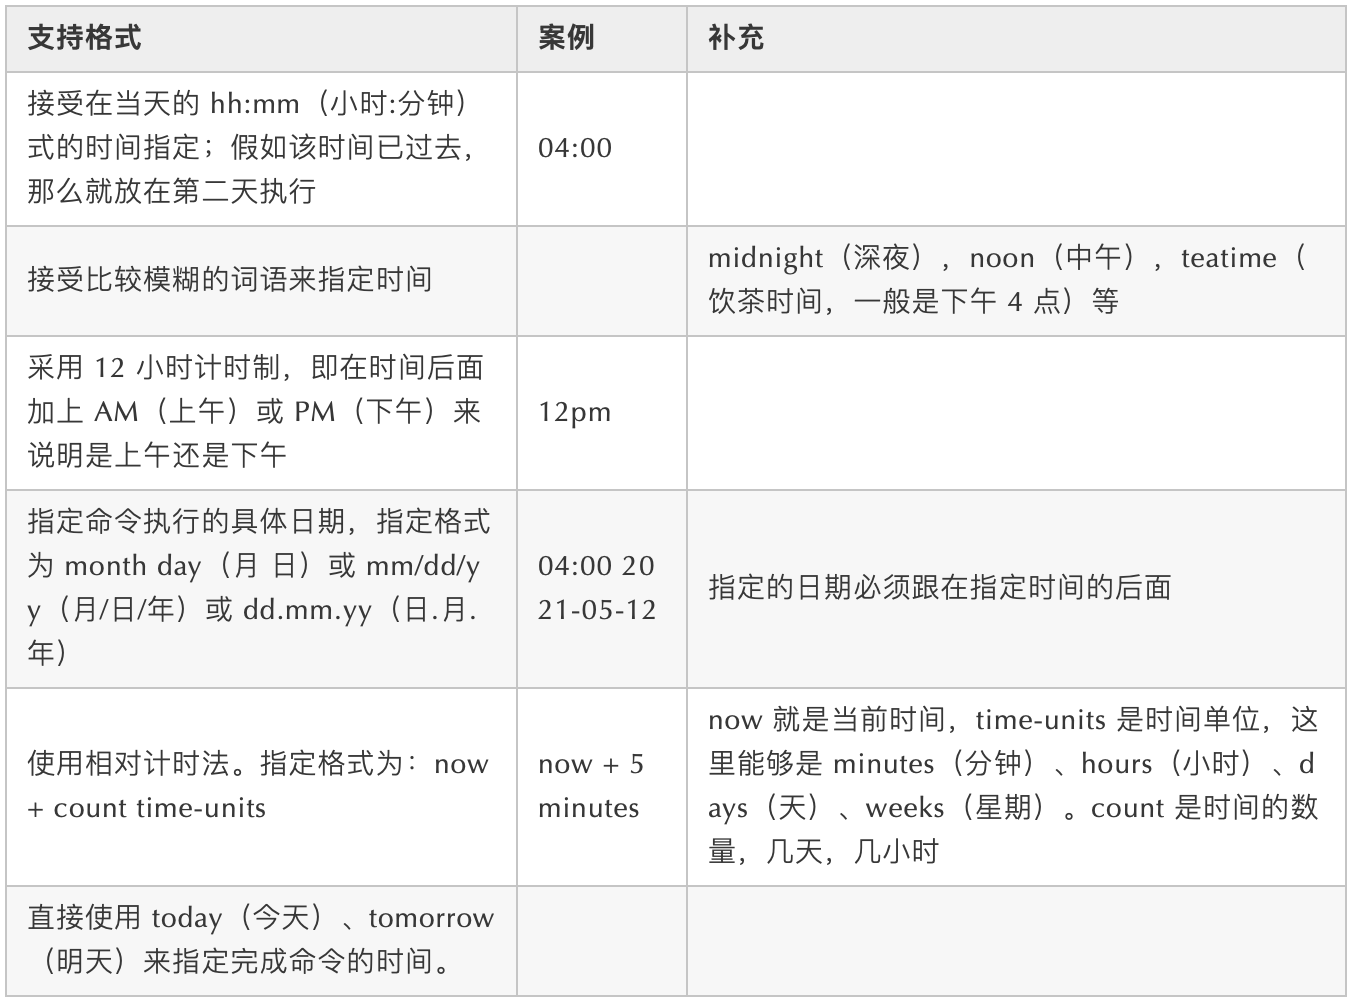 支持格式
案例
补充
接受在当天的 hh:mm（小时:分钟）
式的时间指定；假如该时间已过去，
那么就放在第二天执行
04:00
接受比较模糊的词语来指定时间
midnight（深夜），noon（中午），teatime（
饮茶时间，一般是下午 4 点）等
采用 12 小时计时制，即在时间后面
加上 AM（上午）或 PM（下午）来
说明是上午还是下午
12pm
指定命令执行的具体日期，指定格式
为 month day（月 日）或 mm/dd/y
y（月/日/年）或 dd.mm.yy（日.月.
年）
04:00 20
21-05-12
指定的日期必须跟在指定时间的后面
使用相对计时法。指定格式为：now
+ count time-units
now + 5
minutes
now 就是当前时间，time-units 是时间单位，这
里能够是 minutes（分钟）、hours（小时）、d
ays（天）、weeks（星期）。count 是时间的数
量，几天，几小时
直接使用 today（今天）、tomorrow
（明天）来指定完成命令的时间。